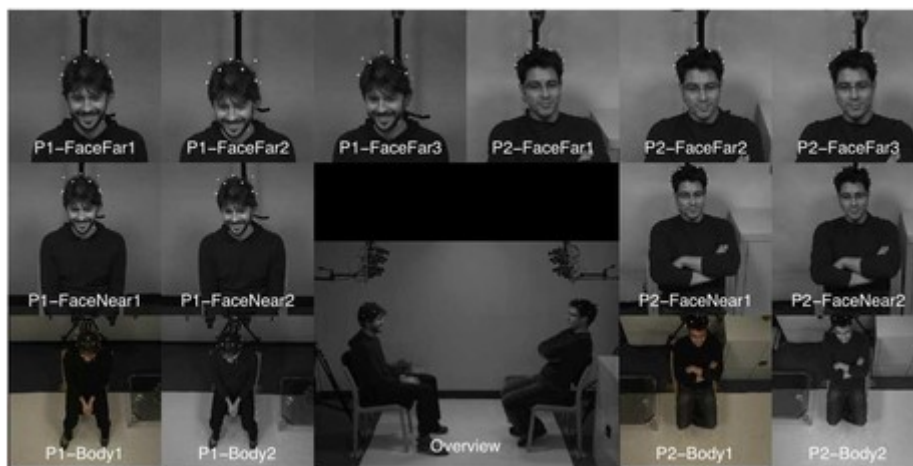 P1-FaceFar1
P1-FaceFar2
P1-FaceFar3
P2-FaceFar1
P2-FaceFar2
P2-FaceFar3
P1-FaceNear1
P1-FaceNear2
P2-FaceNear1
P2-FaceNear2
P1-Body1
P1-Body2
Overview
P2-Body1
P2-Body2